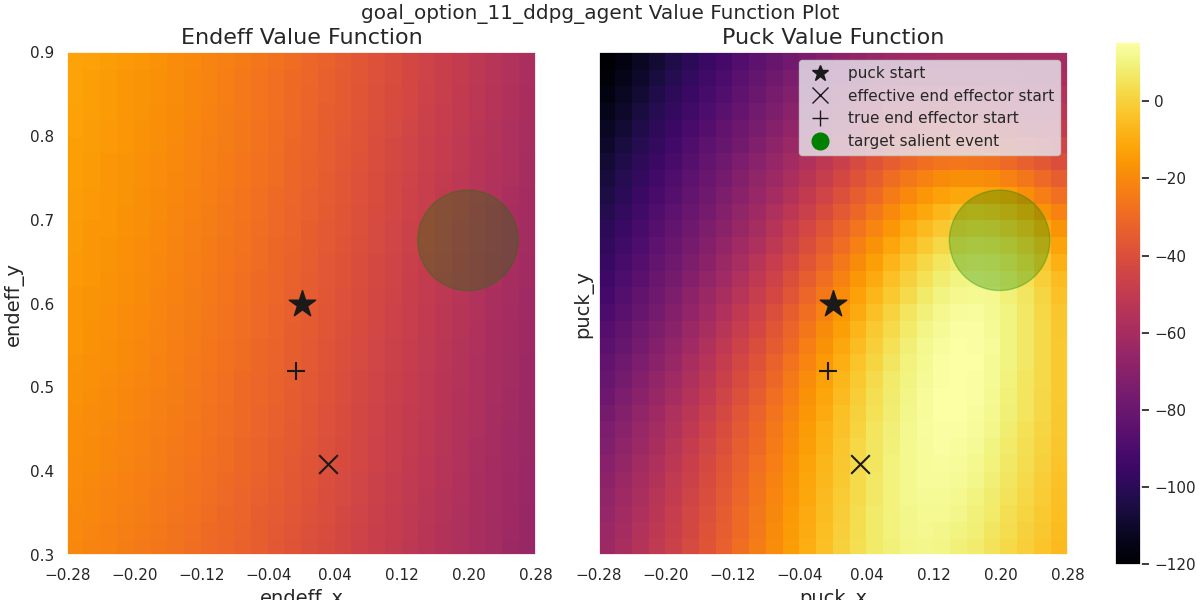 goal_option_11_ddpg_agent Value Function Plot
Endeff Value Function
Puck Value Function
endeff_y
0.9
0.8
0.7
0.6
0.5
0.4
0.3
−0.28 −0.20 −0.12 −0.04 0.04 0.12 0.20 0.28
endeff_x
puck_y
puck start
effective end effector start
true end effector start
target salient event
−0.28 −0.20 −0.12 −0.04 0.04 0.12 0.20 0.28
puck_x
0
−20
−40
−60
−80
−100
−120